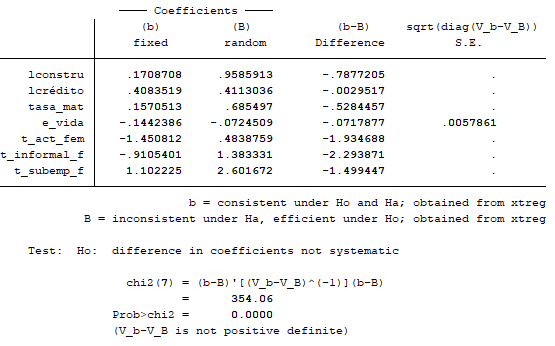 Coefficients
(b) (B) (b-B) sqrt(diag(V_b-V_B))
fixed random Difference S.E.
lconstru .1708708 .9585913 -.7877205 .
lcrédito .4083519 .4113036 -.0029517 .
tasa_mat .1570513 .685497 -.5284457 .
e_vida -.1442386 -.0724509 -.0717877 .0057861
t_act_fem -1.450812 .4838759 -1.934688 .
t_informal_f -.9105401 1.383331 -2.293871 .
t_subemp_f 1.102225 2.601672 -1.499447 .
b = consistent under Ho and Ha; obtained from xtreg
B = inconsistent under Ha, efficient under Ho; obtained from xtreg
Test: Ho: difference in coefficients not systematic
chi2(7) = (b-B)'[(V_b-V_B)^(-1)](b-B)
= 354.06
Prob>chi2 = 0.0000
(V_b-V_B is not positive definite)